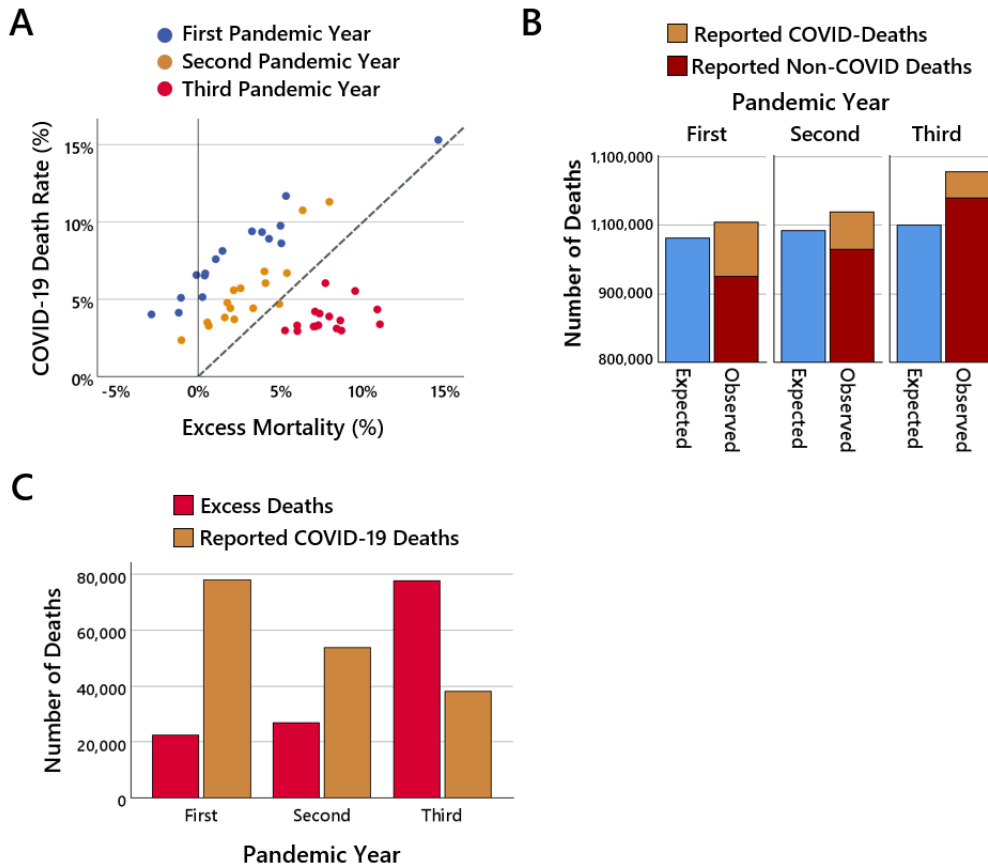 A
First Pandemic Year
Second Pandemic Year
Third Pandemic Year
COVID-19 Death Rate (%)
15%
10%
5%
0%
-5%
0%
5%
10%
15%
Excess Mortality (%)
B
Reported COVID-Deaths
Reported Non-COVID Deaths
Pandemic Year
First
Second
Third
Number of Deaths
1,100,000
1,100,000
900,000
800,000
Expected
Observed
Expected
Observed
Expected
Observed
C
Excess Deaths
Reported COVID-19 Deaths
Number of Deaths
80,000
60,000
40,000
20,000
0
First
Second
Third
Pandemic Year